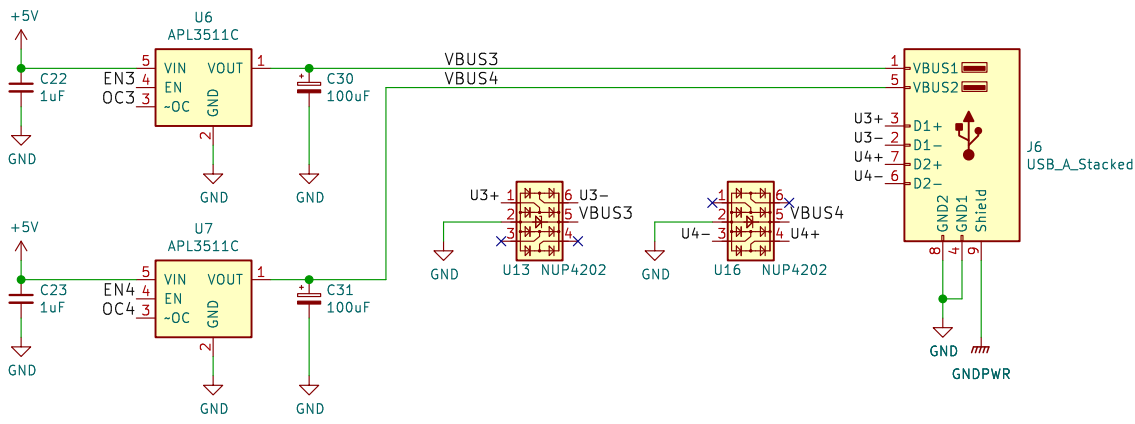 +5V
C22
1uF
GND
U6
APL3511C
5 VIN VOUT 1
EN3 4 EN
OC3 3 ~OC
GND
2
GND
C30
100uF
GND
VBUS3
VBUS4
+5V
C23
1uF
GND
U7
APL3511C
5 VIN VOUT 1
EN4 4 EN
OC4 3 ~OC
GND
2
GND
C31
100uF
GND
U3+ 1 6 U3-
2 5 VBUS3
3 4
GND
U13 NUP4202
1 6
2 5 VBUS4
U4- 3 4 U4+
GND
U16 NUP4202
1 VBUS1
5 VBUS2
U3+ 3 D1+
U3- 2 D1-
U4+ 7 D2+
U4- 6 D2-
GND2 GND1 Shield
8 4 9
J6
USB_A_Stacked
GND
GNDPWR